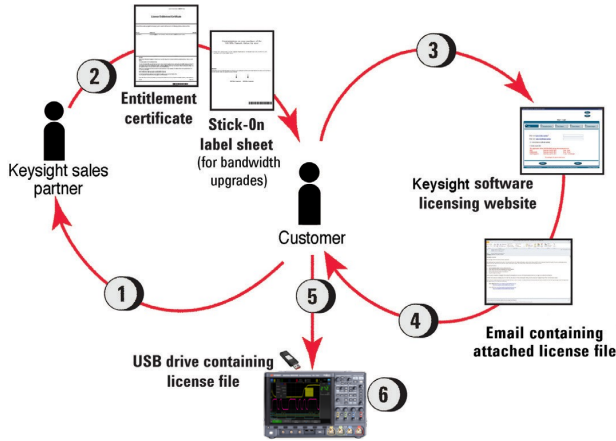 2
Entitlement
certificate
Stick-On
label sheet
(for bandwidth
upgrades)
3
Keysight sales
partner
Keysight software
licensing website
Customer
1
5
4
Email containing
attached license file
USB drive containing
license file
6